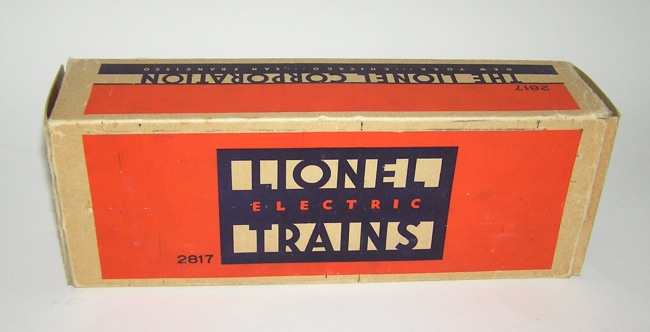 NEW YORK··CHICAGO··SAN FRANCISCO
THE LIONEL CORPORATION
2817
LIONEL
ELECTRIC
TRAINS
2817